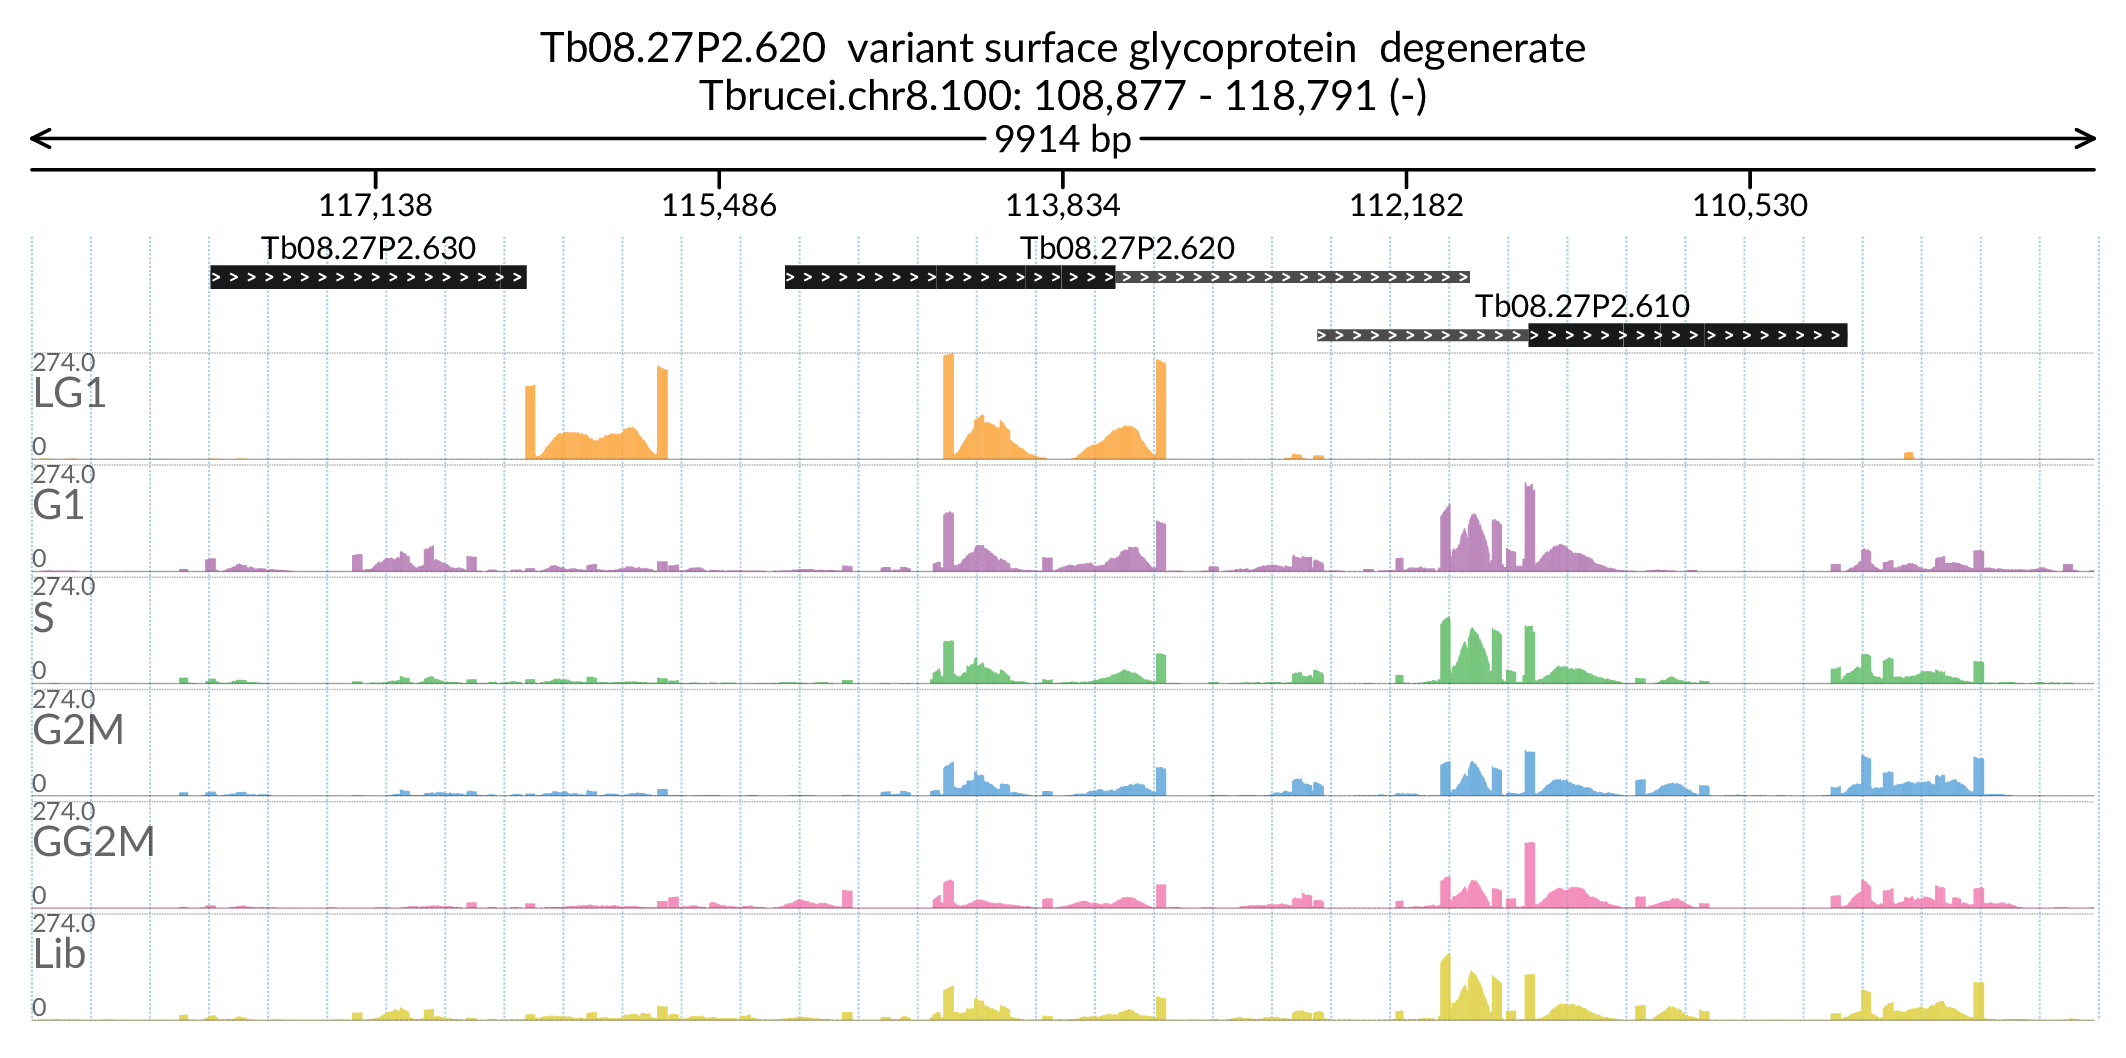 Tb08.27P2.620 variant surface glycoprotein degenerate
Tbrucei.chr8.100: 108,877 - 118,791 (-)
9914 bp
117,138 115,486 113,834 112,182 110,530
Tb08.27P2.630 Tb08.27P2.620
Tb08.27P2.610
274.0
LG1
0
274.0
G1
0
274.0
S
0
274.0
G2M
0
274.0
GG2M
0
274.0
Lib
0